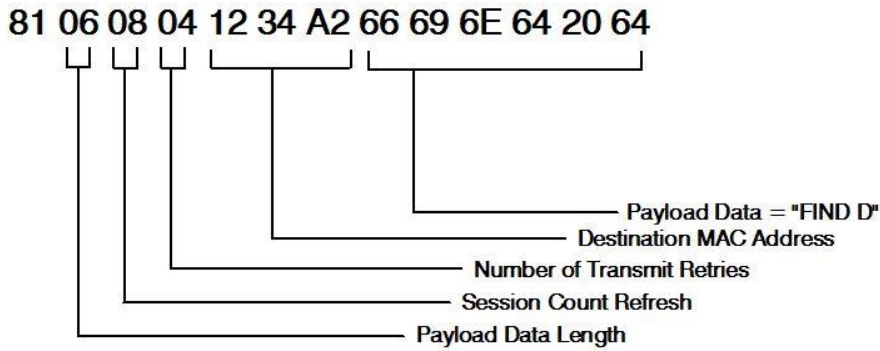 81 06 08 04 12 34 A2 66 69 6E 64 20 64
Payload Data = "FIND D"
Destination MAC Address
Number of Transmit Retries
Session Count Refresh
Payload Data Length